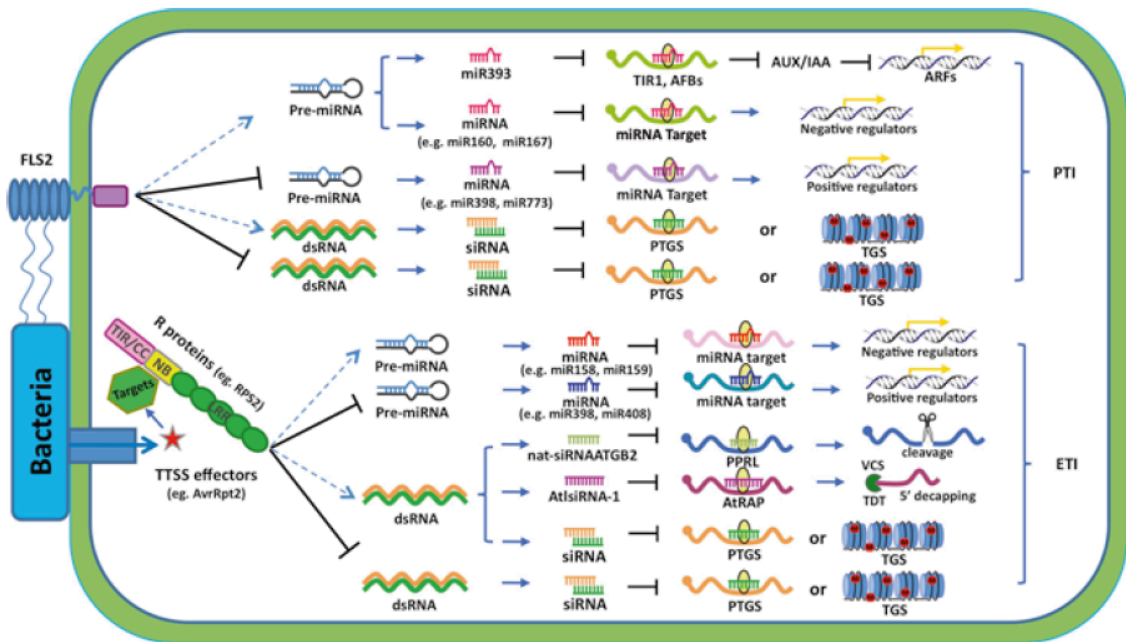 miR393
TIR1, AFBs
AUX/IAA
ARFs
Pre-miRNA
miRNA
(e.g. miR160, miR167)
miRNA Target
Negative regulators
FLS2
PTI
Pre-miRNA
miRNA
(e.g. miR398, miR773)
miRNA Target
Positive regulators
dsRNA
siRNA
PTGS
or
TGS
dsRNA
siRNA
PTGS
or
TGS
Bacteria
TIR/CC
NB
LRR
R proteins (eg. RPS2)
Targets
TTSS effectors
(eg. AvrRpt2)
Pre-miRNA
miRNA
(e.g. miR158, miR159)
miRNA target
Negative regulators
Pre-miRNA
miRNA
(e.g. miR398, miR408)
miRNA target
Positive regulators
nat-siRNAATGB2
PPRL
cleavage
ETI
dsRNA
AtlsiRNA-1
AtRAP
VCS
TDT
5' decapping
siRNA
PTGS
or
TGS
dsRNA
siRNA
PTGS
or
TGS